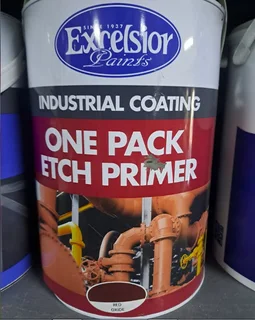 SINCE 1937
Excelsior
Paints
INDUSTRIAL COATING
ONE PACK
ETCH PRIMER
RED
OXIDE